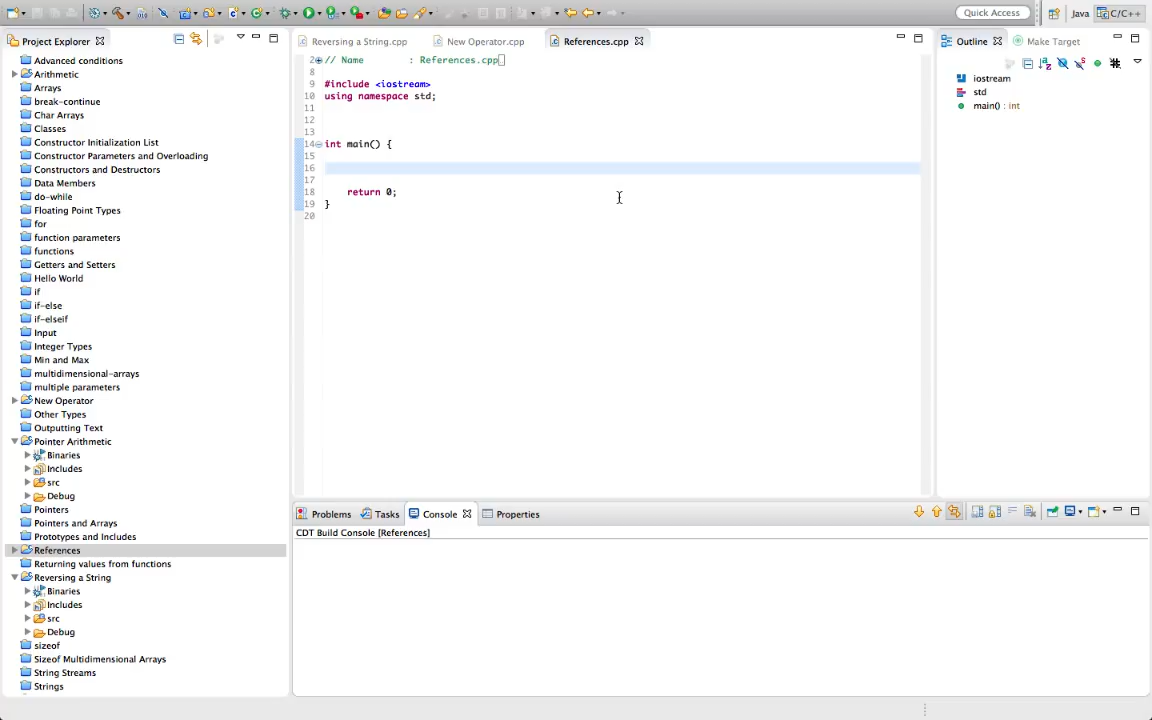 Quick Access
Java
C/C++
Project Explorer
Advanced conditions
Arithmetic
Arrays
break-continue
Char Arrays
Classes
Constructor Initialization List
Constructor Parameters and Overloading
Constructors and Destructors
Data Members
do-while
Floating Point Types
for
function parameters
functions
Getters and Setters
Hello World
if
if-else
if-elseif
Input
Integer Types
Min and Max
multidimensional-arrays
multiple parameters
New Operator
Other Types
Outputting Text
Pointer Arithmetic
Binaries
Includes
src
Debug
Pointers
Pointers and Arrays
Prototypes and Includes
References
Returning values from functions
Reversing a String
Binaries
Includes
src
Debug
sizeof
Sizeof Multidimensional Arrays
String Streams
Strings
Reversing a String.cpp
New Operator.cpp
References.cpp
2 // Name : References.cpp
8
9 #include <iostream>
10 using namespace std;
11
12
13
14 int main() {
15
16
17
18 return 0;
19 }
20
Outline
Make Target
iostream
std
main() : int
Problems
Tasks
Console
Properties
CDT Build Console [References]